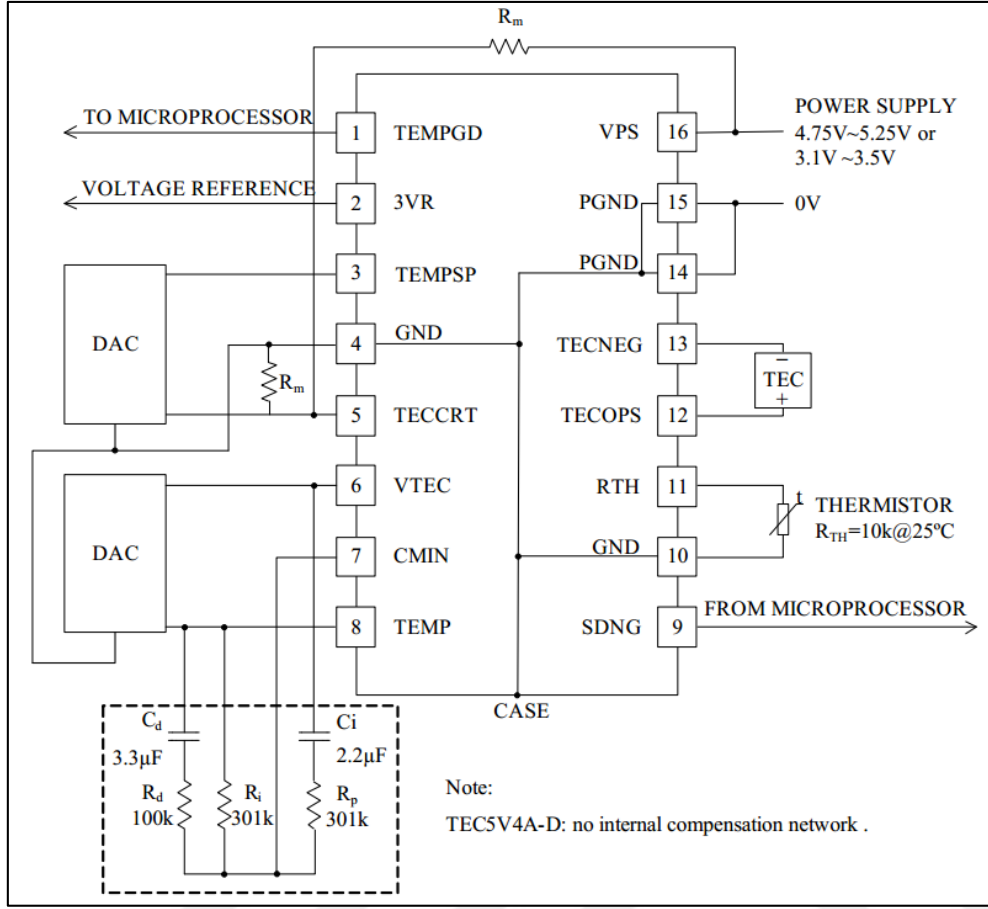 Rm
TO MICROPROCESSOR
1
TEMPGD
VPS
16
POWER SUPPLY
4.75V~5.25V or
3.1V ~3.5V
VOLTAGE REFERENCE
2
3VR
PGND
15
0V
DAC
3
TEMPSP
PGND
14
4
GND
TECNEG
13
−
TEC
+
Rm
5
TECCRT
TECOPS
12
DAC
6
VTEC
RTH
11
t
THERMISTOR
RTH=10k@25ºC
7
CMIN
GND
10
8
TEMP
SDNG
9
FROM MICROPROCESSOR
CASE
Cd
3.3µF
Ci
2.2µF
Rd
100k
Ri
301k
Rp
301k
Note:
TEC5V4A-D: no internal compensation network .